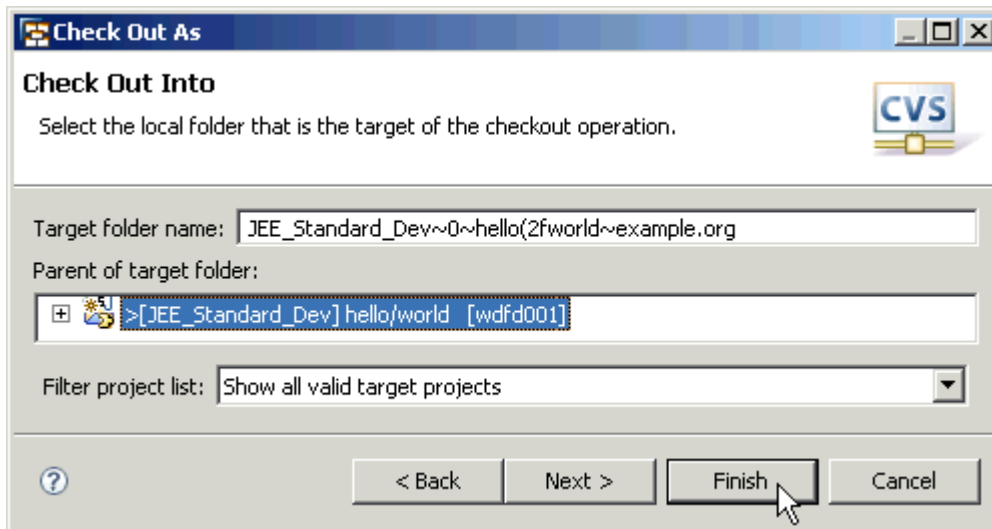 Check Out As
Check Out Into
Select the local folder that is the target of the checkout operation.
CVS
Target folder name: JEE_Standard_Dev~0~hello(2fworld~example.org
Parent of target folder:
>[JEE_Standard_Dev] hello/world [wdfd001]
Filter project list: Show all valid target projects
< Back Next > Finish Cancel